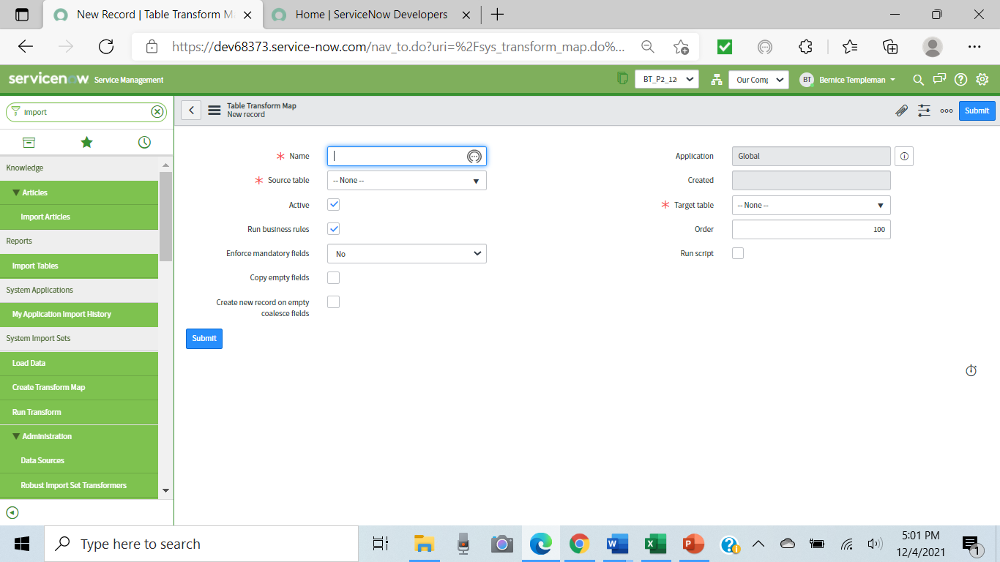 New Record | Table Transform M
Home | ServiceNow Developers
https://dev68373.service-now.com/nav_to.do?uri=%2Fsys_transform_map.do%...
servicenow Service Management
BT_P2_12
Our Comp
BT Bernice Templeman
Import
Table Transform Map
New record
Submit
Knowledge
Articles
Import Articles
Reports
Import Tables
System Applications
My Application Import History
System Import Sets
Load Data
Create Transform Map
Run Transform
Administration
Data Sources
Robust Import Set Transformers
Name
Source table
-- None --
Active
Run business rules
Enforce mandatory fields
No
Copy empty fields
Create new record on empty
coalesce fields
Submit
Application
Global
Created
Target table
-- None --
Order
100
Run script
Type here to search
5:01 PM
12/4/2021
1